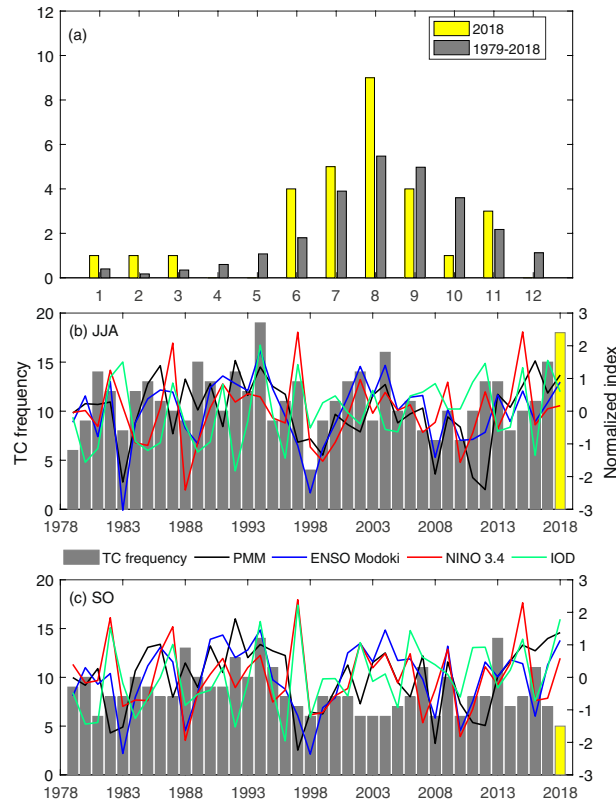 12
(a)
2018
1979-2018
10
8
6
4
2
0
1 2 3 4 5 6 7 8 9 10 11 12
20 (b) JJA 3
15 2
1
10 0
-1
5 -2
0 -3
1978 1983 1988 1993 1998 2003 2008 2013 2018
TC frequency
Normalized index
TC frequency PMM ENSO Modoki NINO 3.4 IOD
20 (c) SO 3
15 2
1
10 0
-1
5 -2
0 -3
1978 1983 1988 1993 1998 2003 2008 2013 2018